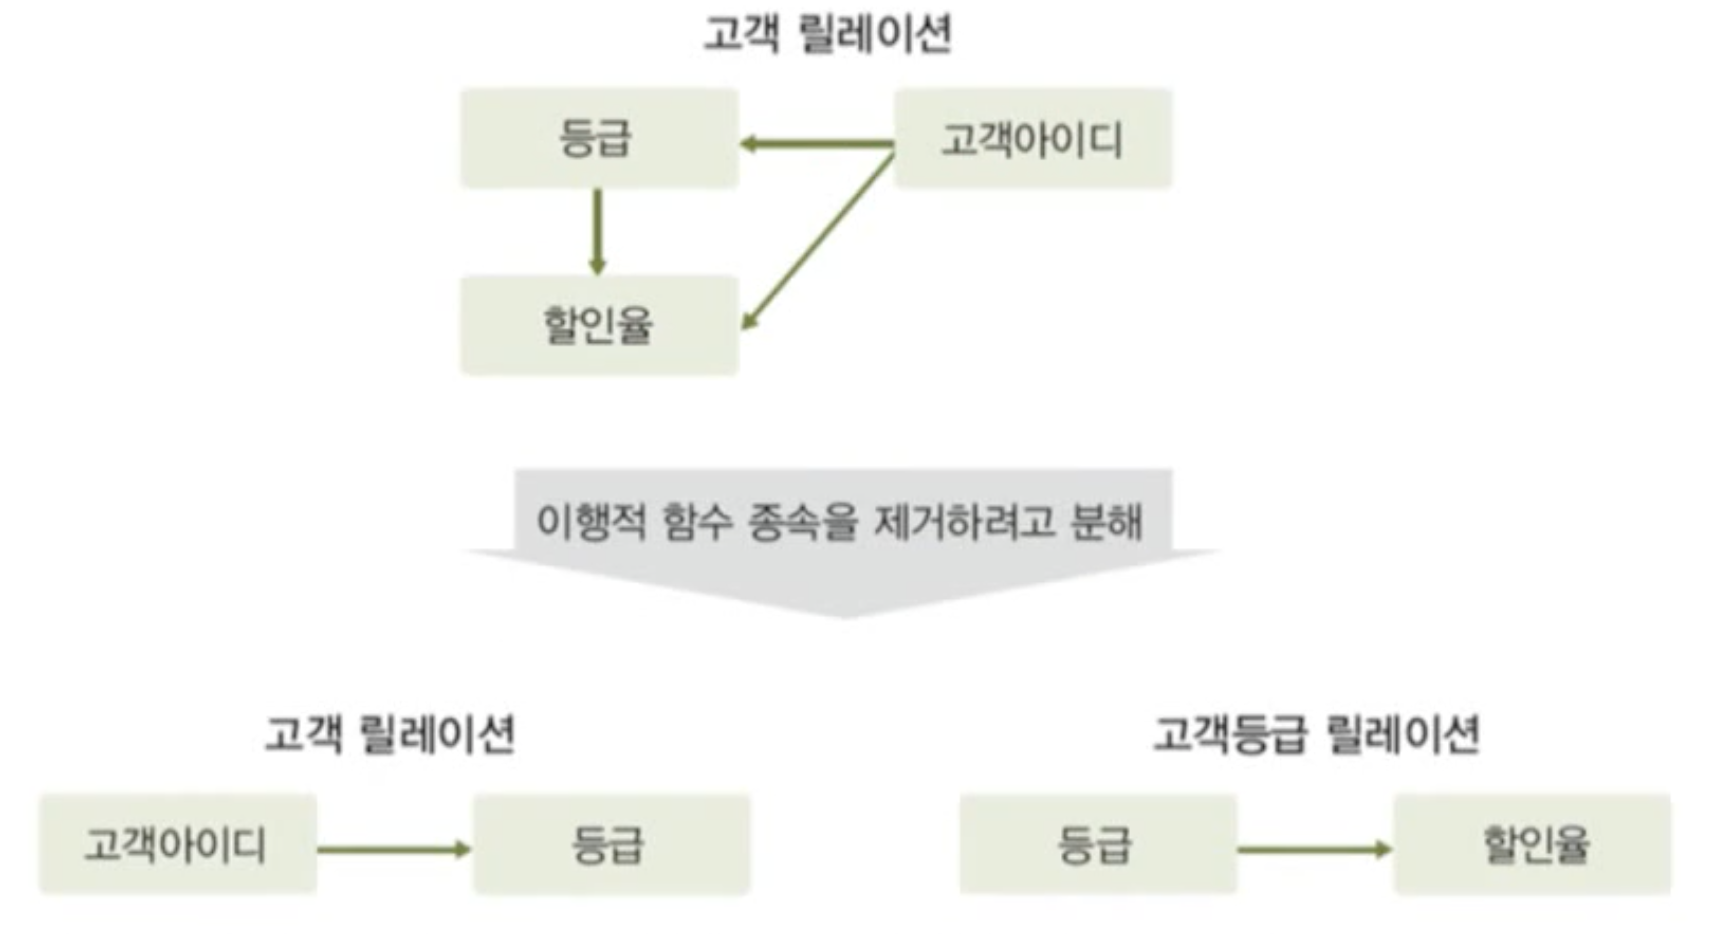 고객 릴레이션
등급
고객아이디
할인율
이행적 함수 종속을 제거하려고 분해
고객 릴레이션
고객등급 릴레이션
고객아이디
등급
등급
할인율